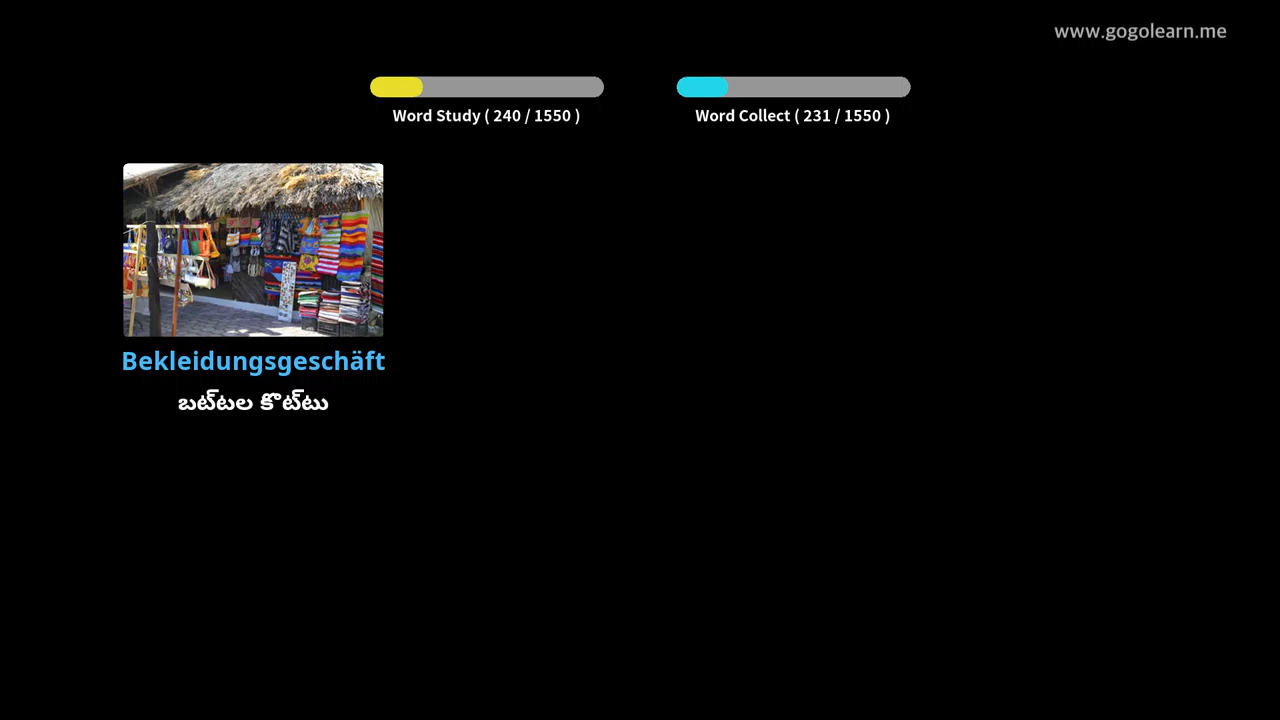 www.gogolearn.me
Word Study ( 240 / 1550 )
Word Collect ( 231 / 1550 )
Bekleidungsgeschäft
బట్టల కొట్టు